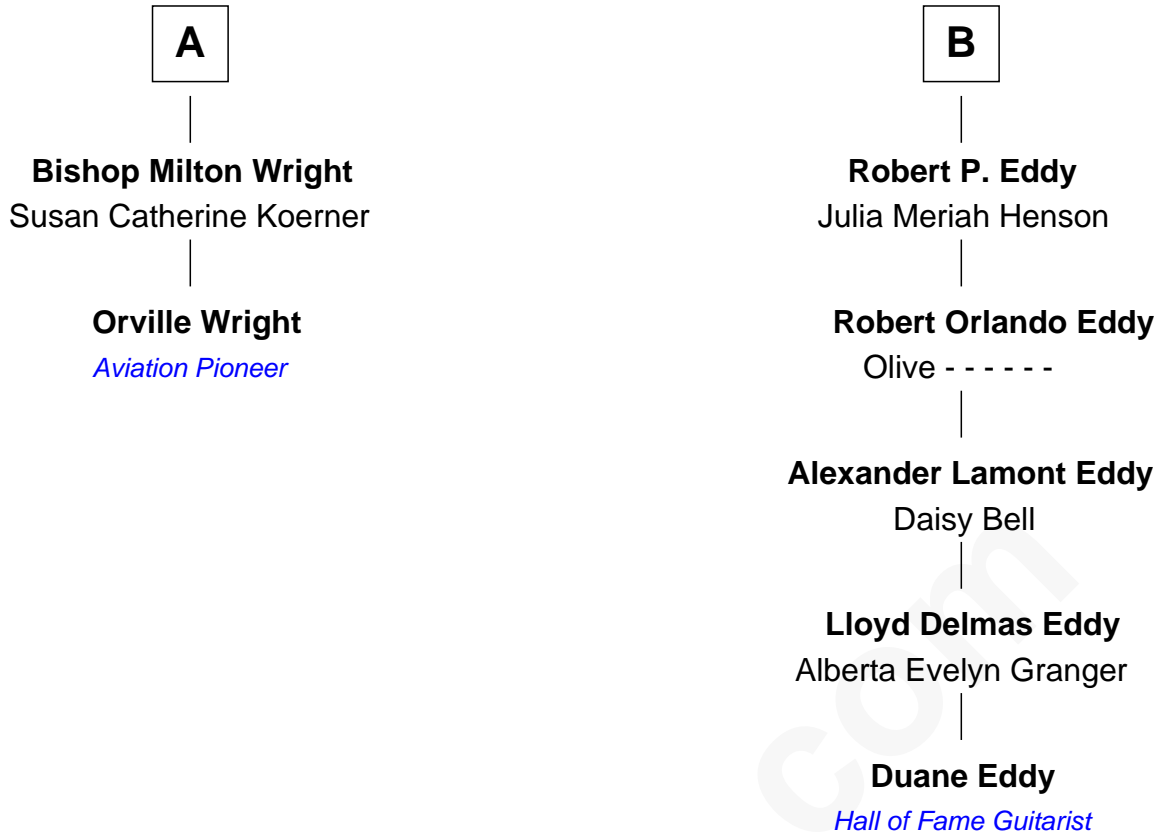 A
Bishop Milton Wright
Susan Catherine Koerner
Orville Wright
Aviation Pioneer
B
Robert P. Eddy
Julia Meriah Henson
Robert Orlando Eddy
Olive - - - - - -
Alexander Lamont Eddy
Daisy Bell
Lloyd Delmas Eddy
Alberta Evelyn Granger
Duane Eddy
Hall of Fame Guitarist
com